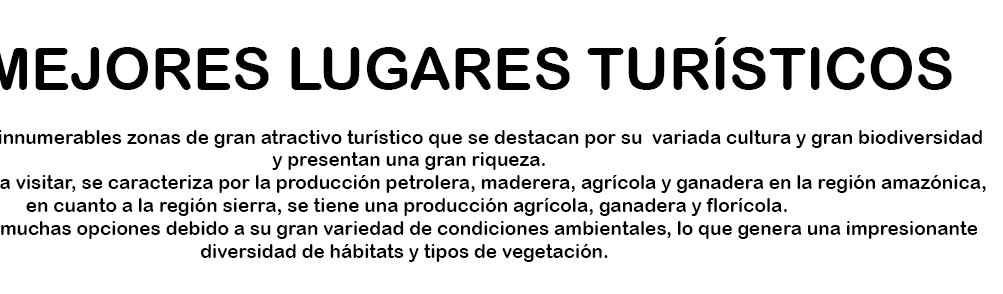 MEJORES LUGARES TURÍSTICOS
innumerables zonas de gran atractivo turístico que se destacan por su variada cultura y gran biodiversidad
y presentan una gran riqueza.
a visitar, se caracteriza por la producción petrolera, maderera, agrícola y ganadera en la región amazónica,
en cuanto a la región sierra, se tiene una producción agrícola, ganadera y florícola.
muchas opciones debido a su gran variedad de condiciones ambientales, lo que genera una impresionante
diversidad de hábitats y tipos de vegetación.